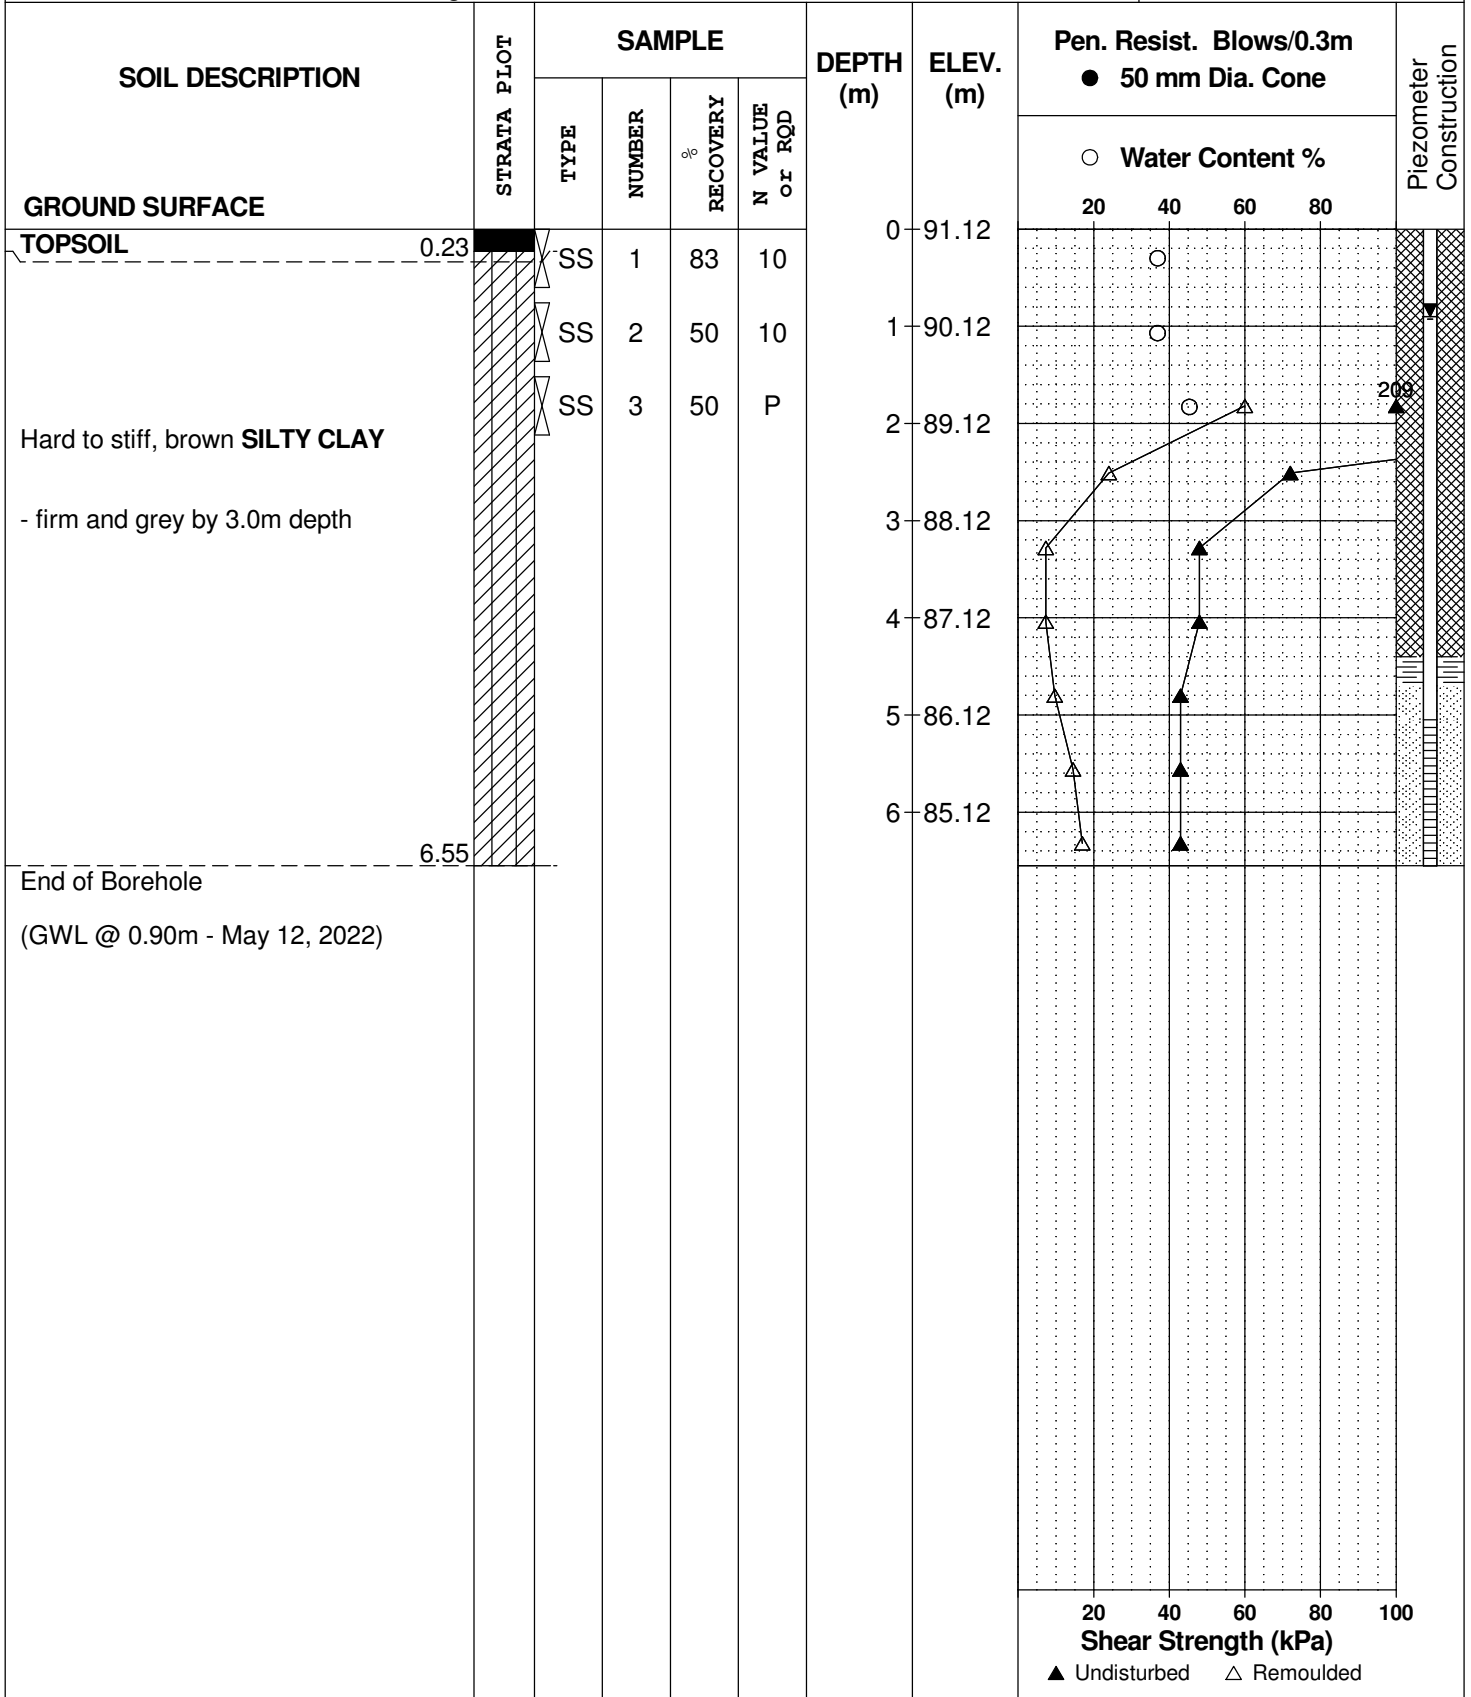 SOIL DESCRIPTION
GROUND SURFACE
STRATA PLOT
SAMPLE
TYPE
NUMBER
%
RECOVERY
N VALUE
or RQD
DEPTH
(m)
ELEV.
(m)
Pen. Resist. Blows/0.3m
● 50 mm Dia. Cone
○ Water Content %
20 40 60 80
Piezometer
Construction
TOPSOIL 0.23
SS 1 83 10
SS 2 50 10
SS 3 50 P
Hard to stiff, brown SILTY CLAY
- firm and grey by 3.0m depth
6.55
End of Borehole
(GWL @ 0.90m - May 12, 2022)
0 91.12
1 90.12
2 89.12
3 88.12
4 87.12
5 86.12
6 85.12
209
20 40 60 80 100
Shear Strength (kPa)
▲ Undisturbed △ Remoulded